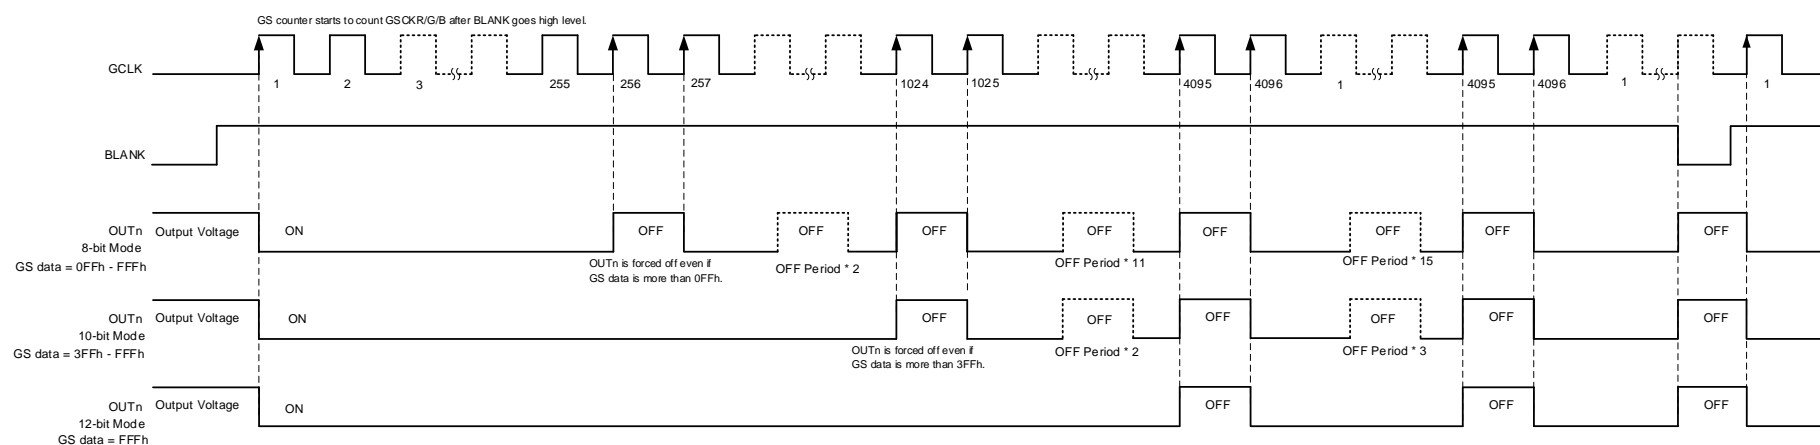 GS counter starts to count GSCKR/G/B after BLANK goes high level.
GCLK
1 2 3 255 256 257 1024 1025 4095 4096 1 4095 4096 1 1
BLANK
OUTn Output Voltage ON OFF OFF OFF OFF OFF OFF OFF OFF
8-bit Mode
GS data = 0FFh - FFFh
OUTn is forced off even if
GS data is more than 0FFh.
OFF Period * 2
OFF Period * 11
OFF Period * 15
OUTn Output Voltage ON OFF OFF OFF OFF OFF OFF
10-bit Mode
GS data = 3FFh - FFFh
OUTn is forced off even if
GS data is more than 3FFh.
OFF Period * 2
OFF Period * 3
OUTn Output Voltage ON OFF OFF OFF
12-bit Mode
GS data = FFFh